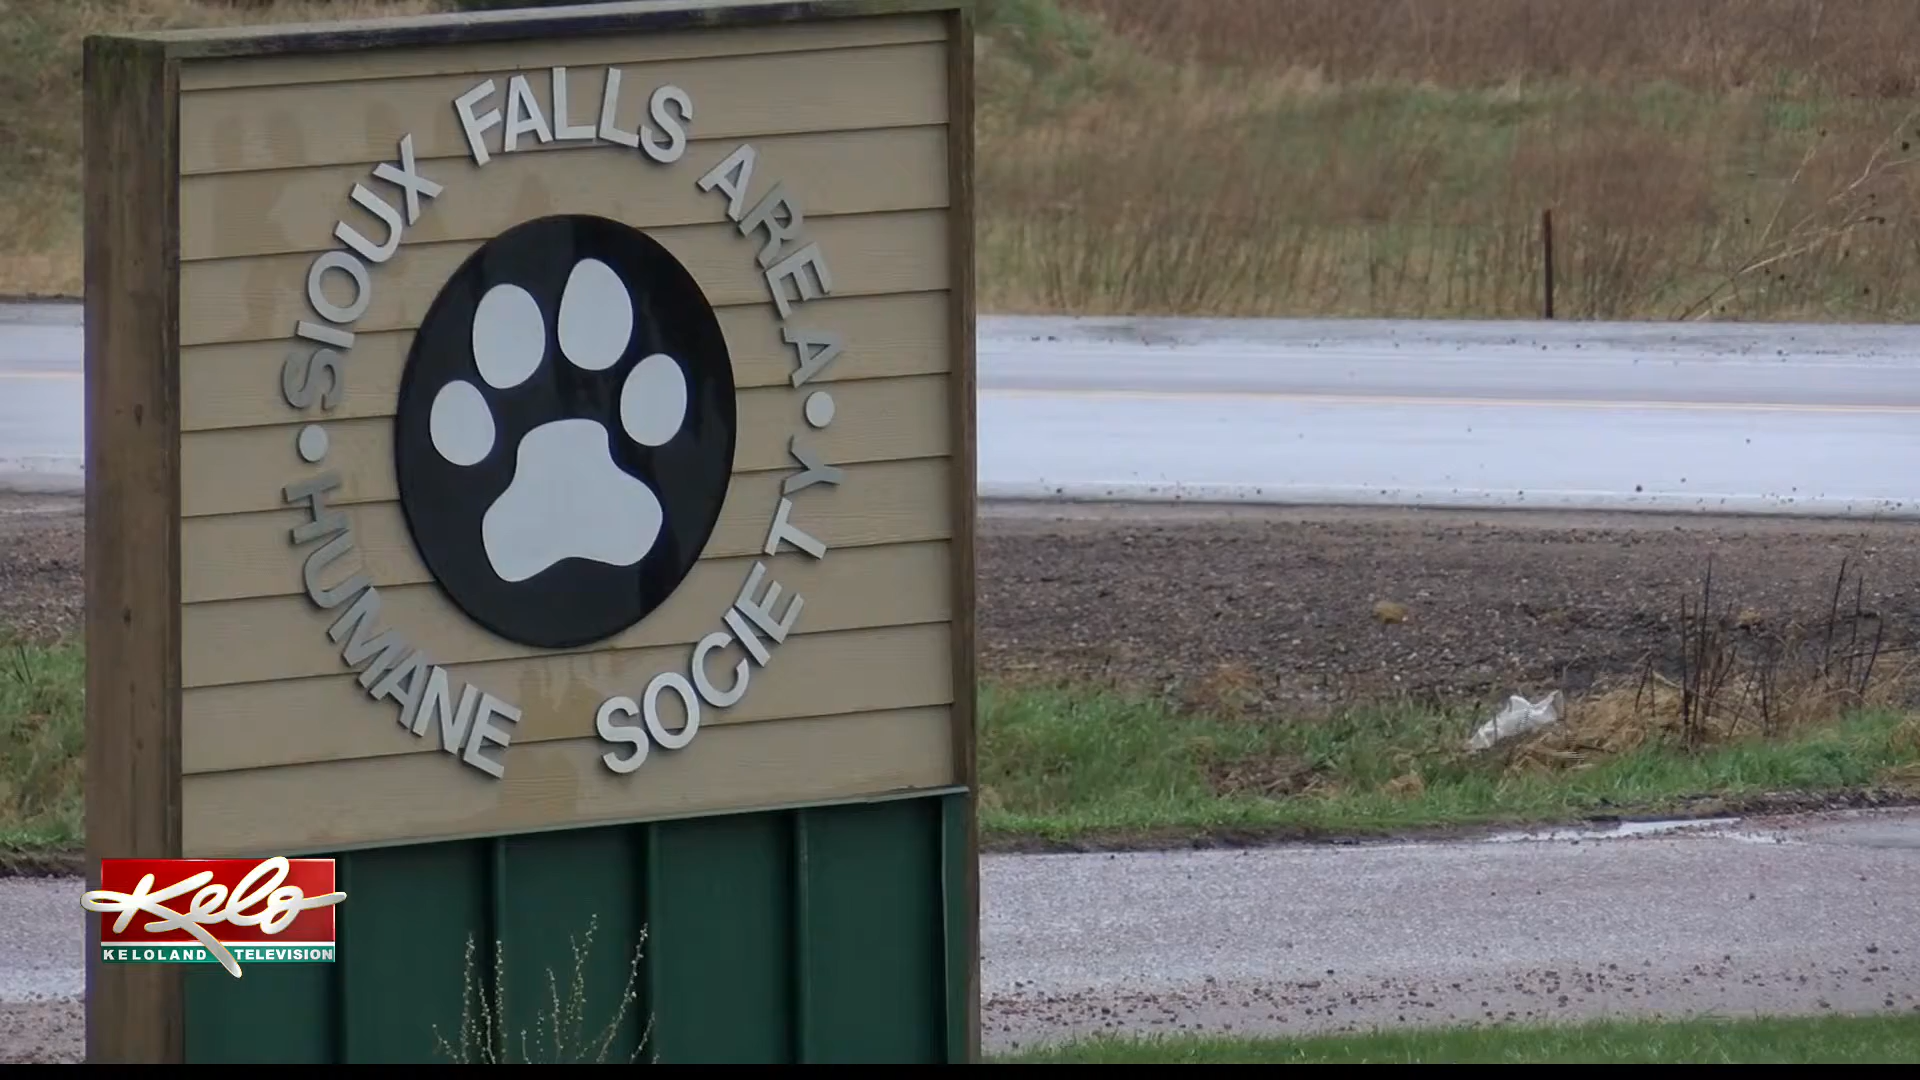 SIOUX FALLS AREA
• HUMANE SOCIETY •
Kelo
KELOLAND TELEVISION